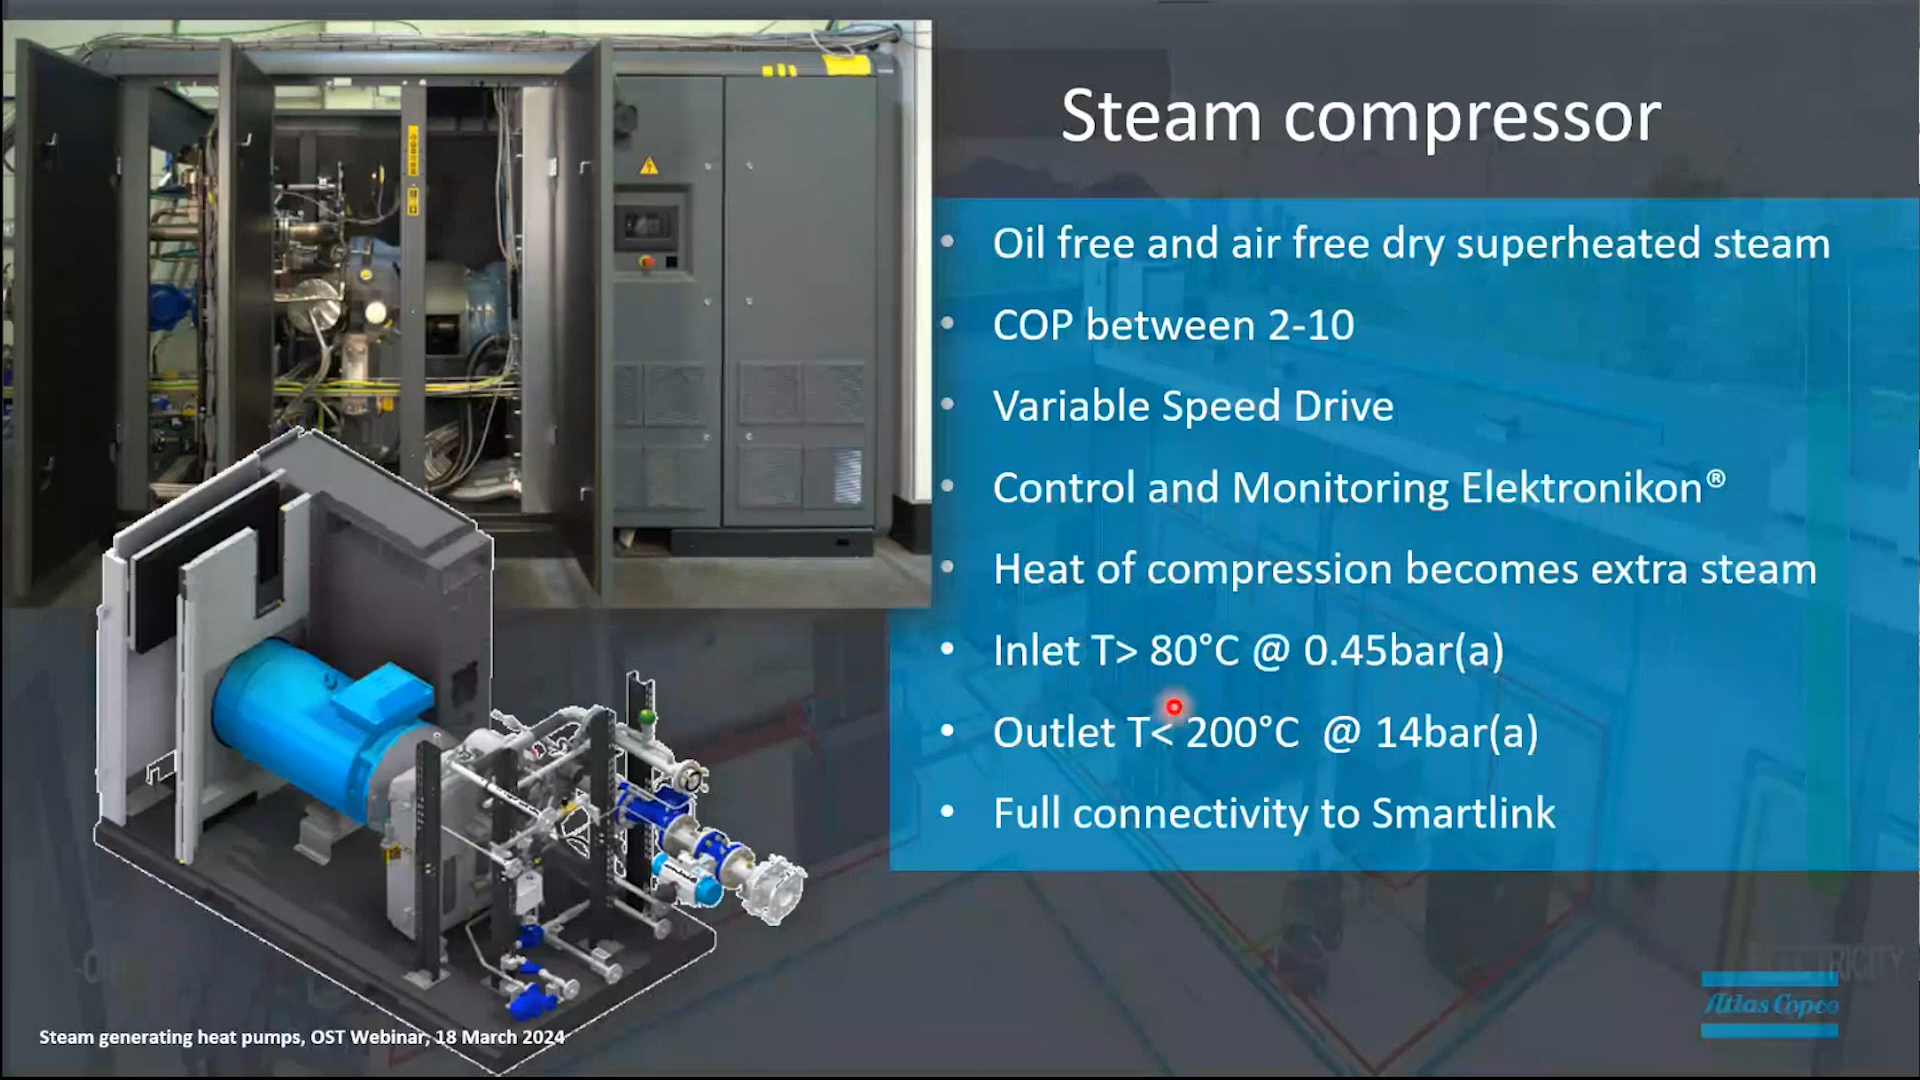 Steam compressor
• Oil free and air free dry superheated steam
• COP between 2-10
• Variable Speed Drive
• Control and Monitoring Elektronikon®
• Heat of compression becomes extra steam
• Inlet T> 80°C @ 0.45bar(a)
• Outlet T< 200°C @ 14bar(a)
• Full connectivity to Smartlink
ELECTRICITY
Atlas Copco
Steam generating heat pumps, OST Webinar, 18 March 2024